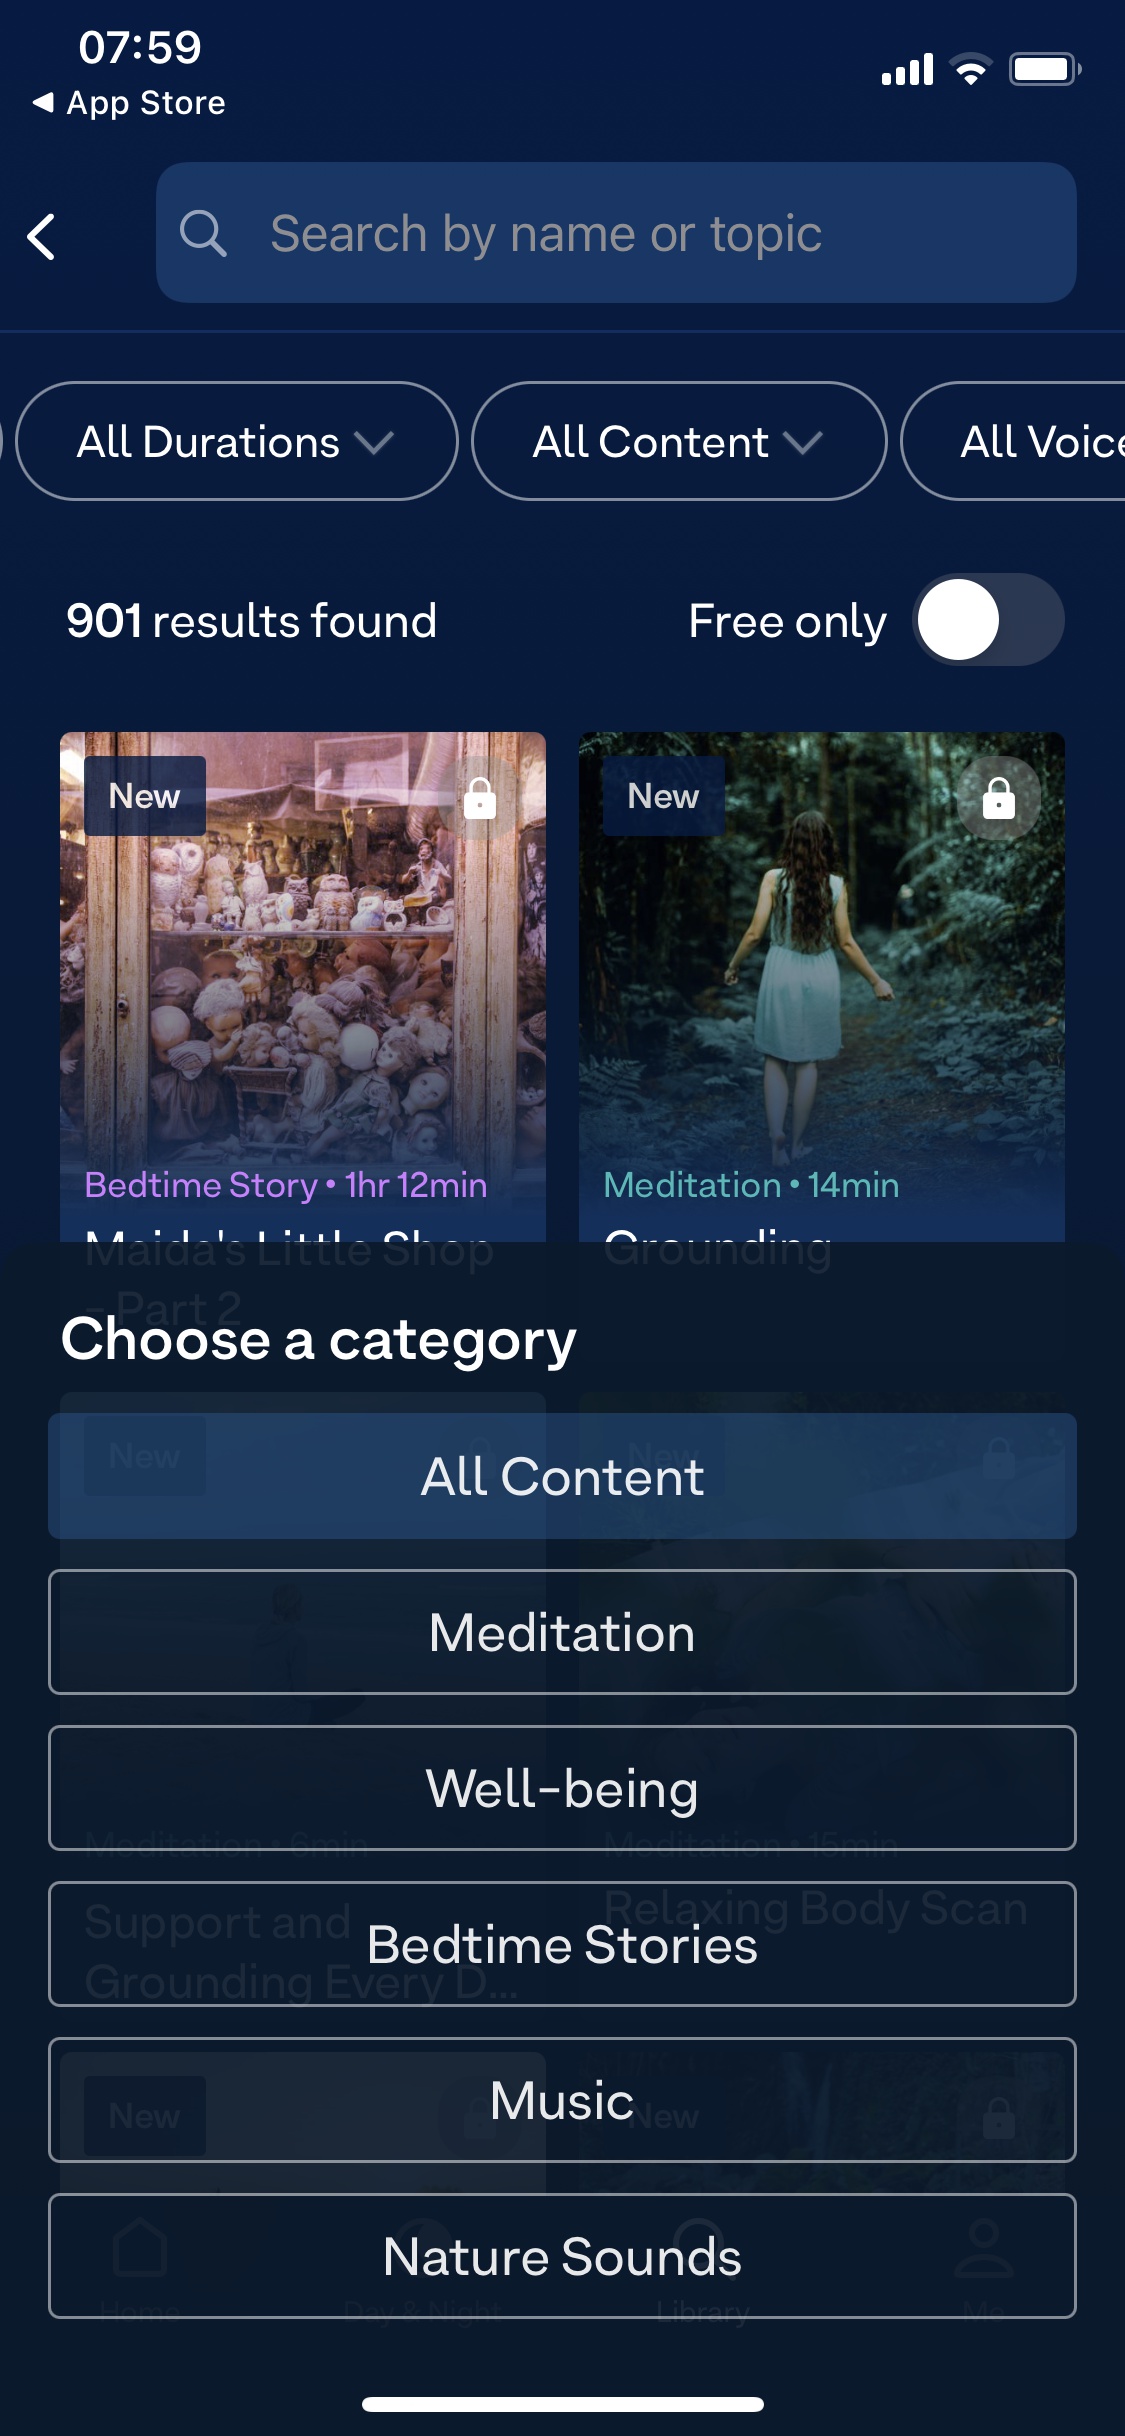 07:59
App Store
Search by name or topic
All Durations
All Content
All Voice
901 results found
Free only
New
New
Bedtime Story • 1hr 12min
Meditation • 14min
Maida's Little Shop
- Part 2
Grounding
Choose a category
New
New
All Content
Meditation
Well-being
Meditation • 6min
Meditation • 15min
Support and
Grounding Every D...
Relaxing Body Scan
Bedtime Stories
New
New
Music
Nature Sounds
Home
Day & Night
Library
Me